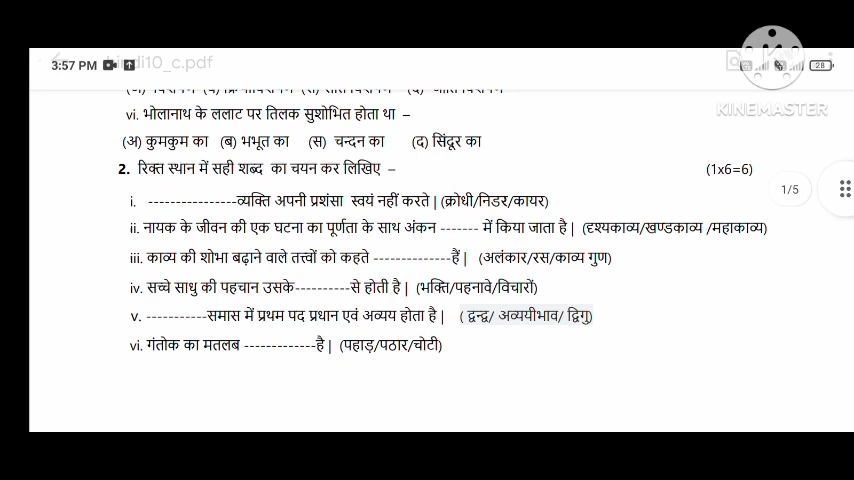 3:57 PM
hindi10_c.pdf
28
KINEMASTER
vi. भोलानाथ के ललाट पर तिलक सुशोभित होता था –
(अ) कुमकुम का (ब) भभूत का (स) चन्दन का (द) सिंदूर का
2. रिक्त स्थान में सही शब्द का चयन कर लिखिए – (1x6=6)
1/5
i. ----------------व्यक्ति अपनी प्रशंसा स्वयं नहीं करते | (क्रोधी/निडर/कायर)
ii. नायक के जीवन की एक घटना का पूर्णता के साथ अंकन ------- में किया जाता है | (दृश्यकाव्य/खण्डकाव्य /महाकाव्य)
iii. काव्य की शोभा बढ़ाने वाले तत्त्वों को कहते --------------हैं | (अलंकार/रस/काव्य गुण)
iv. सच्चे साधु की पहचान उसके----------से होती है | (भक्ति/पहनावे/विचारों)
v. -----------समास में प्रथम पद प्रधान एवं अव्यय होता है | ( द्वन्द्व/ अव्ययीभाव/ द्विगु)
vi. गंतोक का मतलब -------------है | (पहाड़/पठार/चोटी)